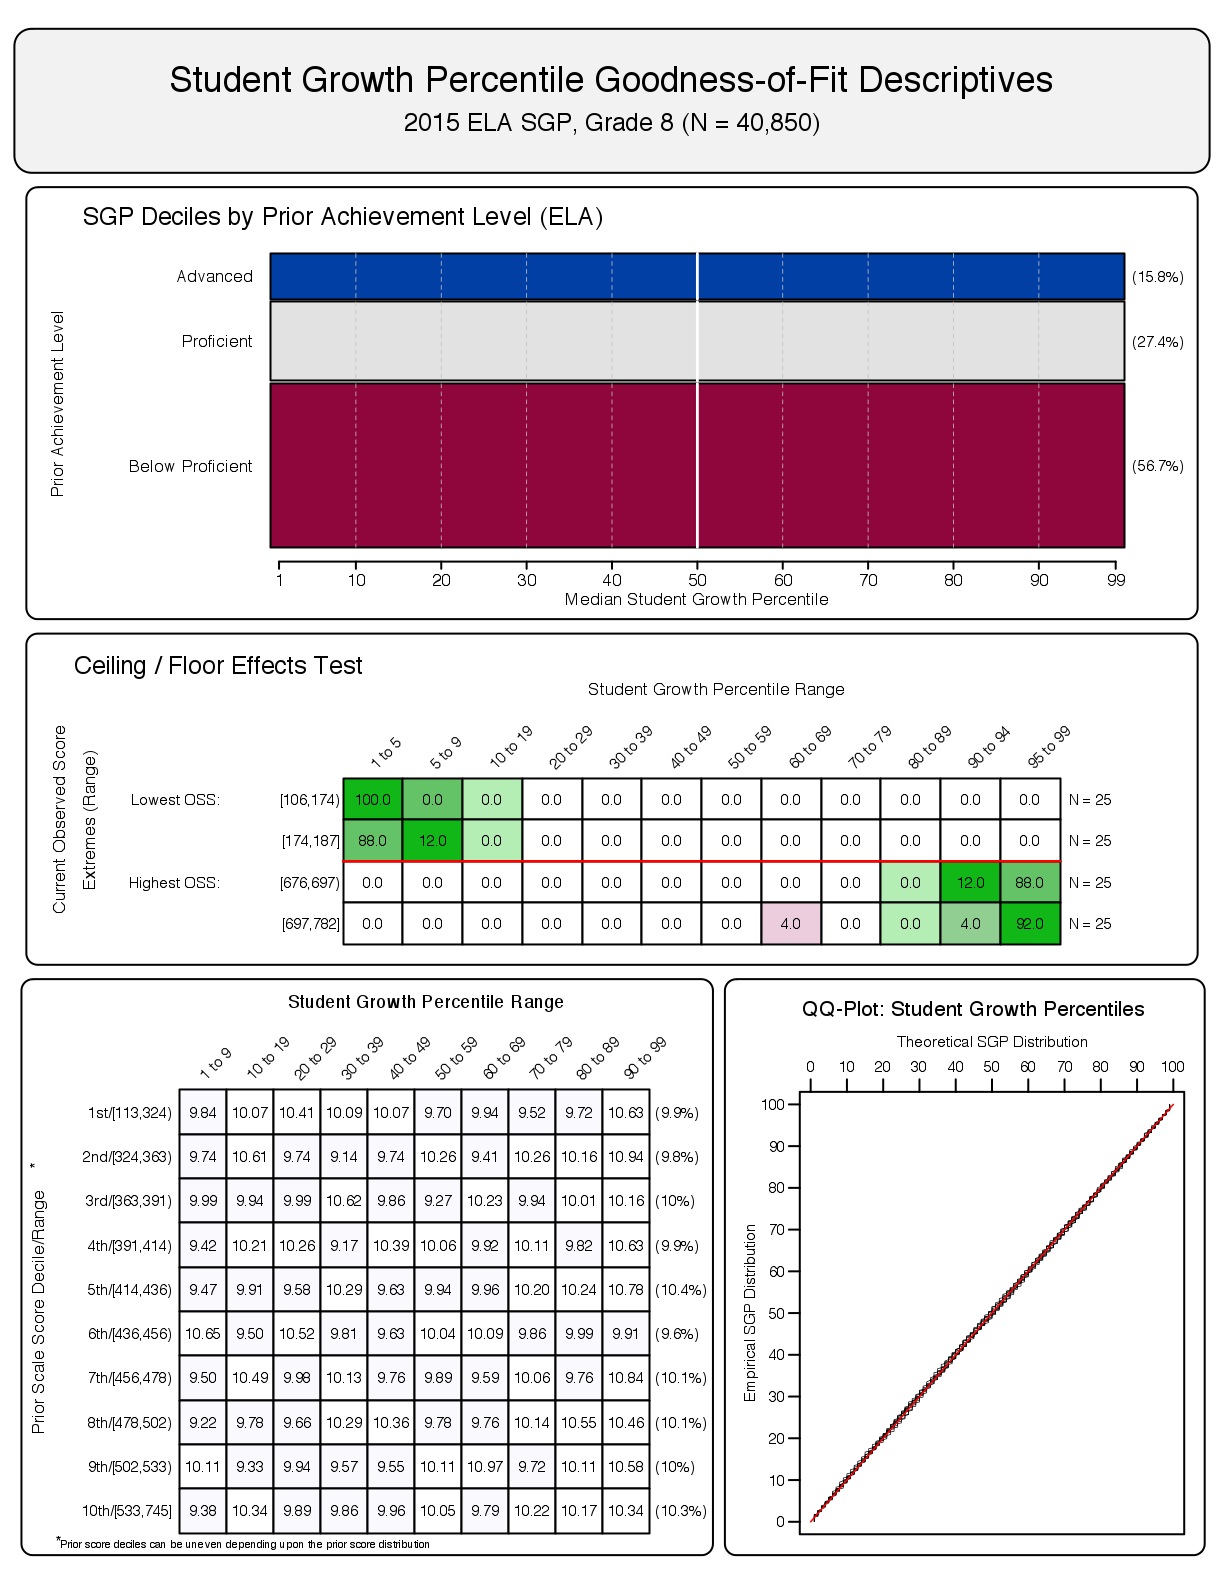 Student Growth Percentile Goodness-of-Fit Descriptives
2015 ELA SGP, Grade 8 (N = 40,850)
SGP Deciles by Prior Achievement Level (ELA)
Prior Achievement Level
Advanced (15.8%)
Proficient (27.4%)
Below Proficient (56.7%)
1 10 20 30 40 50 60 70 80 90 99
Median Student Growth Percentile
Ceiling / Floor Effects Test
Student Growth Percentile Range
Current Observed Score
Extremes (Range)
1 to 5 5 to 9 10 to 19 20 to 29 30 to 39 40 to 49 50 to 59 60 to 69 70 to 79 80 to 89 90 to 94 95 to 99
Lowest OSS: [106,174) 100.0 0.0 0.0 0.0 0.0 0.0 0.0 0.0 0.0 0.0 0.0 0.0 N = 25
[174,187] 88.0 12.0 0.0 0.0 0.0 0.0 0.0 0.0 0.0 0.0 0.0 0.0 N = 25
Highest OSS: [676,697) 0.0 0.0 0.0 0.0 0.0 0.0 0.0 0.0 0.0 0.0 12.0 88.0 N = 25
[697,782] 0.0 0.0 0.0 0.0 0.0 0.0 0.0 4.0 0.0 0.0 4.0 92.0 N = 25
Student Growth Percentile Range
1 to 9 10 to 19 20 to 29 30 to 39 40 to 49 50 to 59 60 to 69 70 to 79 80 to 89 90 to 99
Prior Scale Score Decile/Range *
1st/[113,324) 9.84 10.07 10.41 10.09 10.07 9.70 9.94 9.52 9.72 10.63 (9.9%)
2nd/[324,363) 9.74 10.61 9.74 9.14 9.74 10.26 9.41 10.26 10.16 10.94 (9.8%)
3rd/[363,391) 9.99 9.94 9.99 10.62 9.86 9.27 10.23 9.94 10.01 10.16 (10%)
4th/[391,414) 9.42 10.21 10.26 9.17 10.39 10.06 9.92 10.11 9.82 10.63 (9.9%)
5th/[414,436) 9.47 9.91 9.58 10.29 9.63 9.94 9.96 10.20 10.24 10.78 (10.4%)
6th/[436,456) 10.65 9.50 10.52 9.81 9.63 10.04 10.09 9.86 9.99 9.91 (9.6%)
7th/[456,478) 9.50 10.49 9.98 10.13 9.76 9.89 9.59 10.06 9.76 10.84 (10.1%)
8th/[478,502) 9.22 9.78 9.66 10.29 10.36 9.78 9.76 10.14 10.55 10.46 (10.1%)
9th/[502,533) 10.11 9.33 9.94 9.57 9.55 10.11 10.97 9.72 10.11 10.58 (10%)
10th/[533,745] 9.38 10.34 9.89 9.86 9.96 10.05 9.79 10.22 10.17 10.34 (10.3%)
*Prior score deciles can be uneven depending upon the prior score distribution
QQ-Plot: Student Growth Percentiles
Theoretical SGP Distribution
0 10 20 30 40 50 60 70 80 90 100
Empirical SGP Distribution
100
90
80
70
60
50
40
30
20
10
0